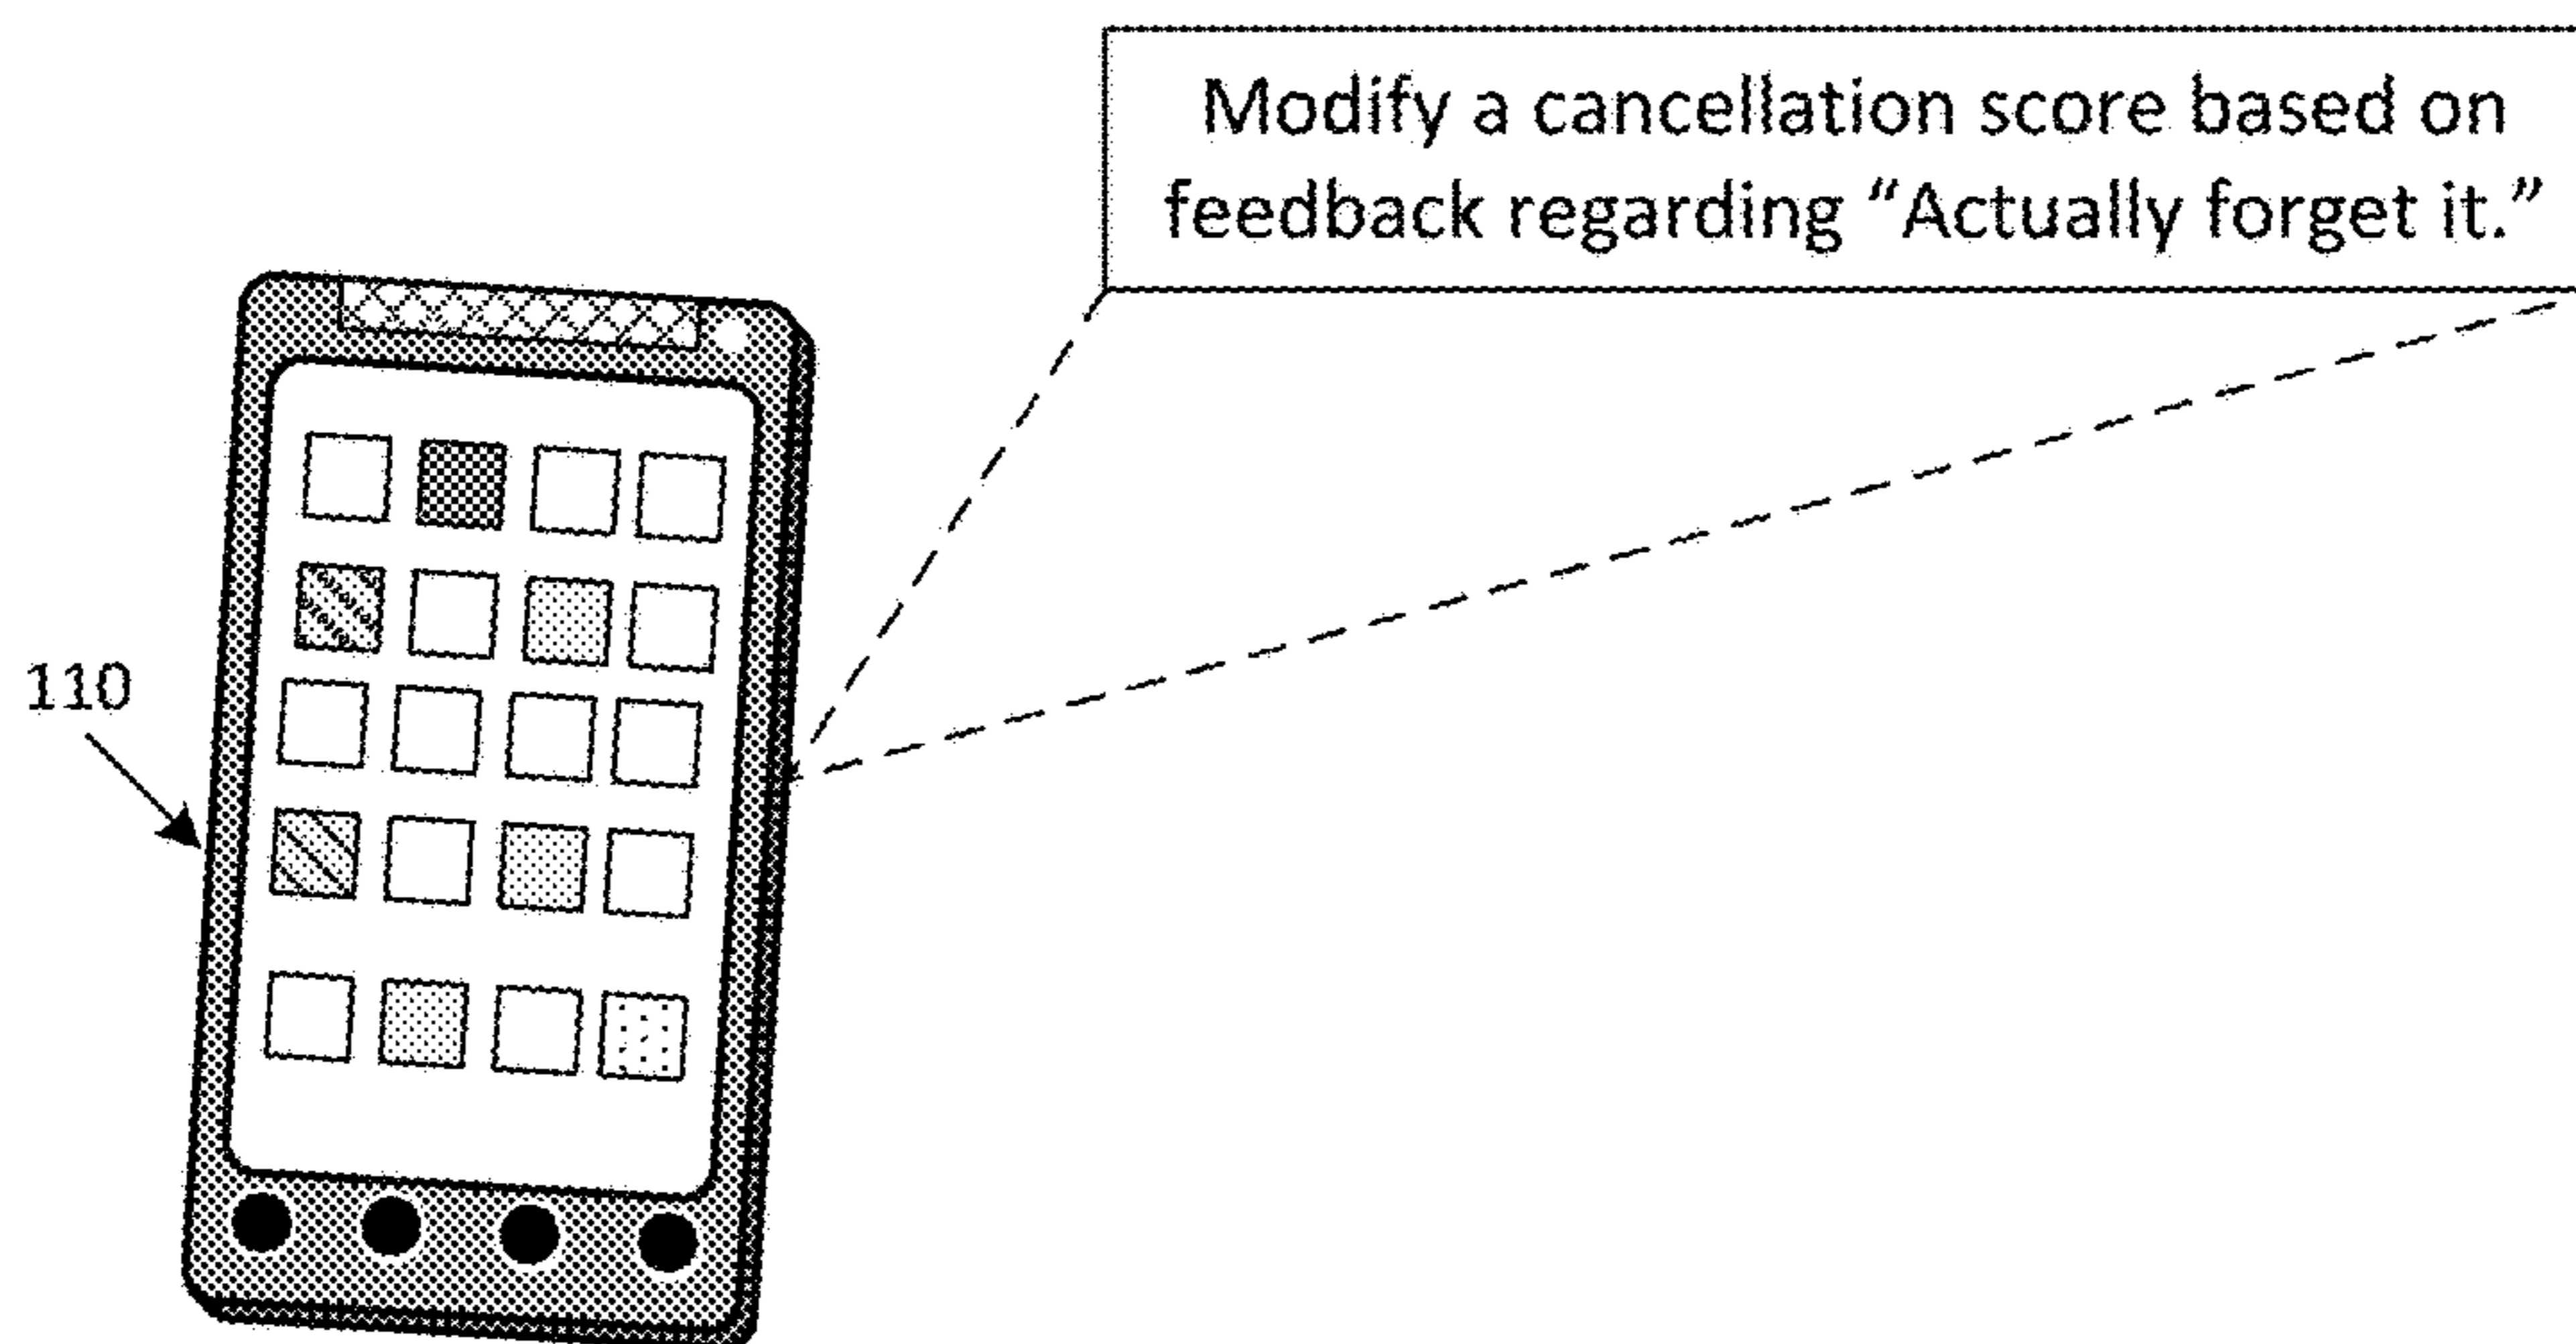 Modify a cancellation score based on
feedback regarding “Actually forget it.”
110